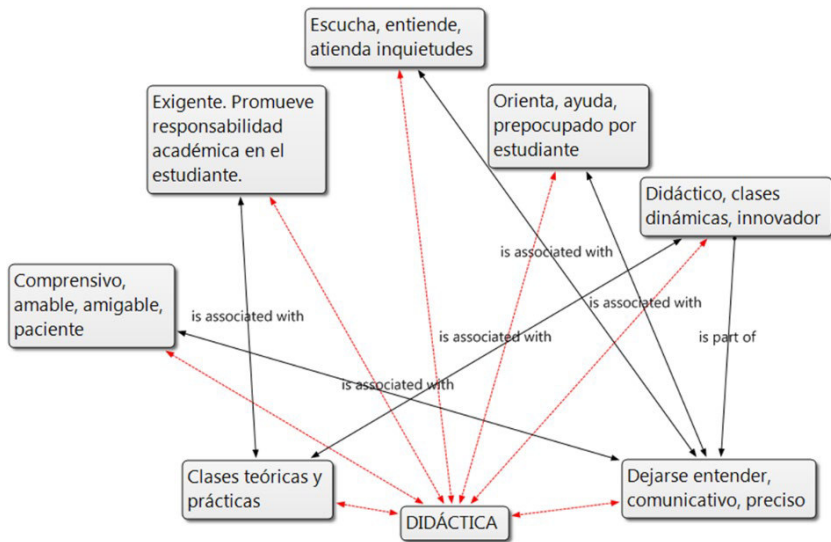 Escucha, entiende,
atienda inquietudes
Exigente. Promueve
responsabilidad
académica en el
estudiante.
Orienta, ayuda,
prepocupado por
estudiante
Didáctico, clases
dinámicas, innovador
is associated with
Comprensivo,
amable, amigable,
paciente
is associated with
is associated with
is associated with
is part of
is associated with
Clases teóricas y
prácticas
Dejarse entender,
comunicativo, preciso
DIDÁCTICA